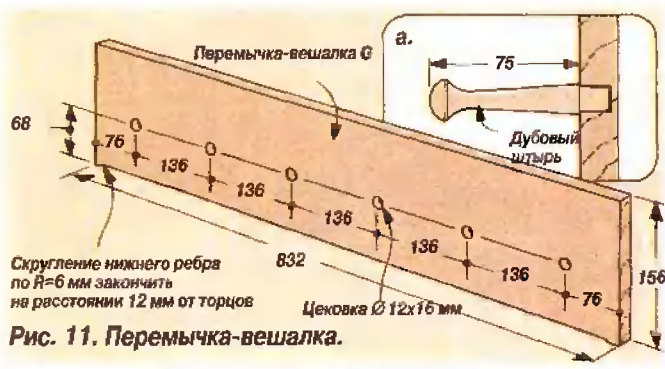 Перемычка-вешалка G
а.
75
Дубовый
штырь
68
76
136
136
136
136
136
76
832
156
Скругление нижнего ребра
по R=6 мм закончить
на расстоянии 12 мм от торцов
Цековка Ø 12x16 мм
Рис. 11. Перемычка-вешалка.